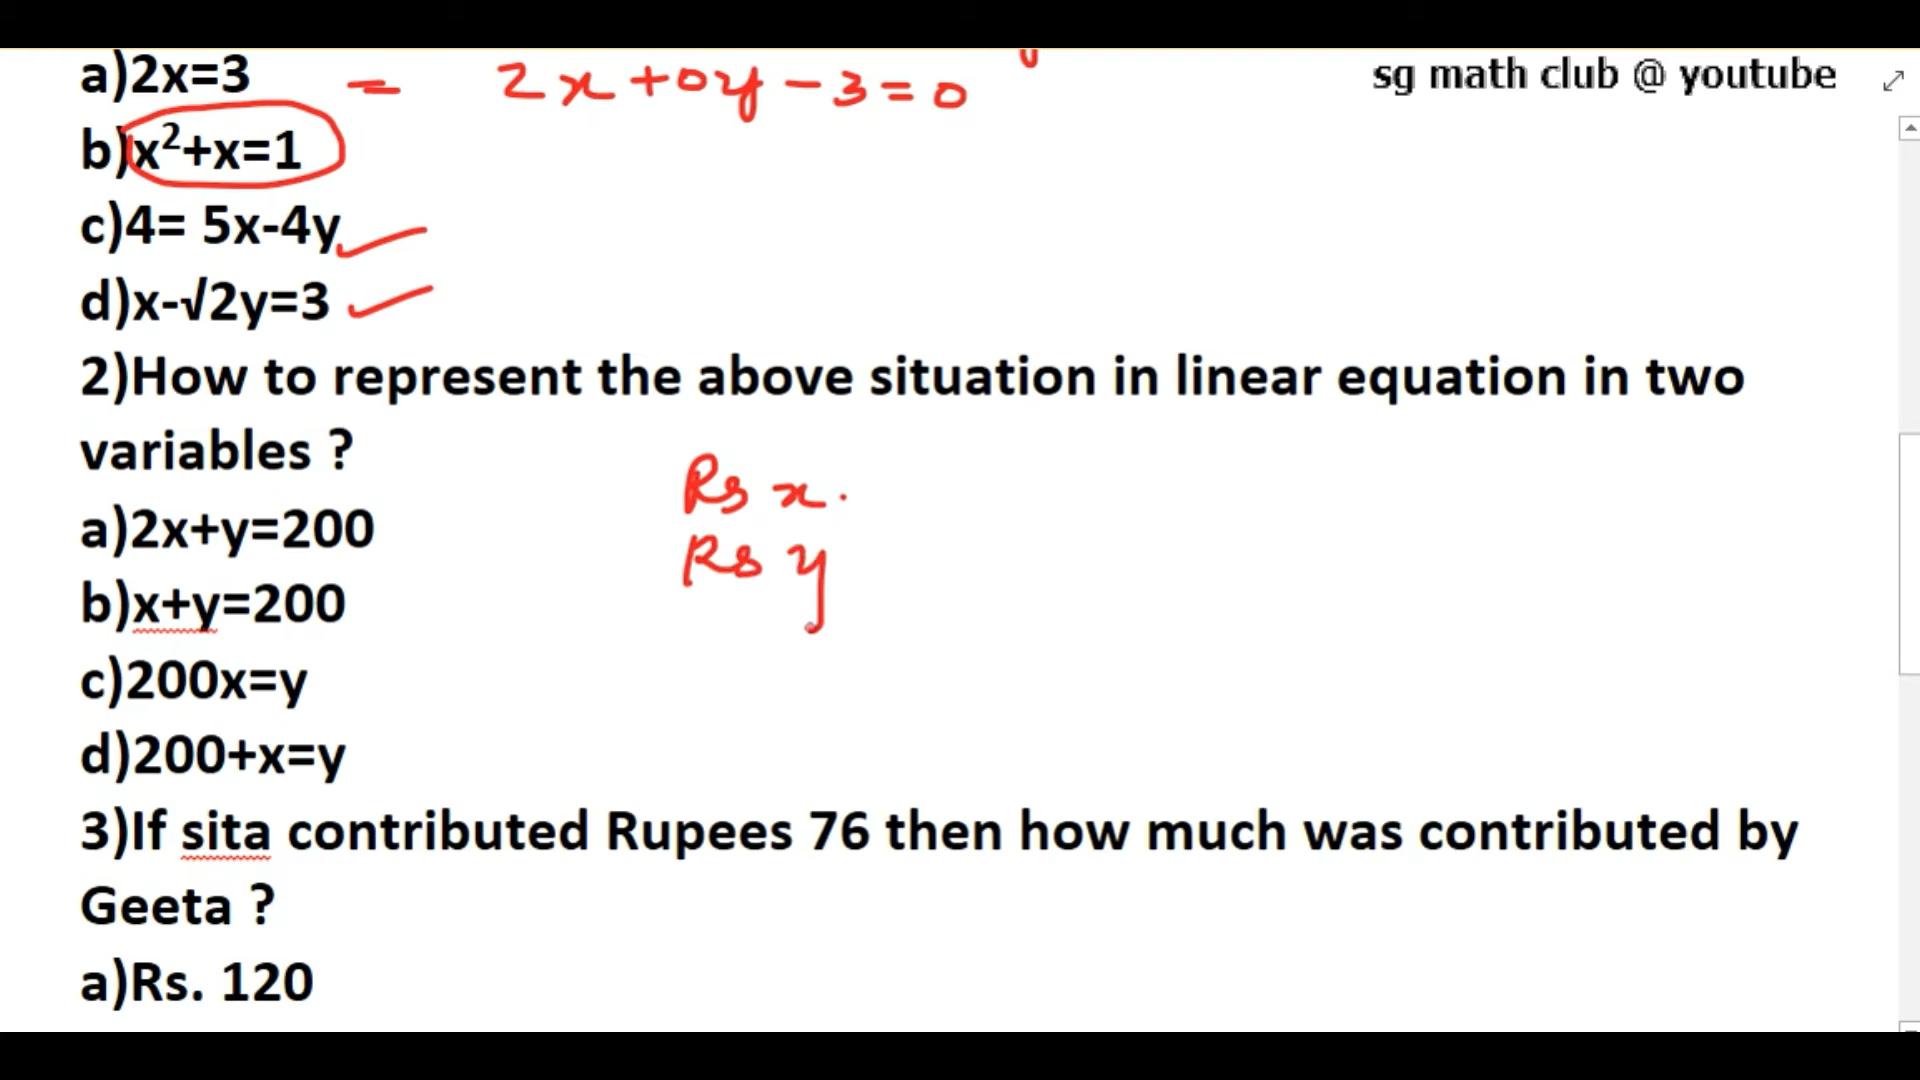 a)2x=3 = 2x+0y-3=0
sg math club @ youtube
b)x²+x=1
c)4= 5x-4y
d)x-√2y=3
2)How to represent the above situation in linear equation in two
variables ?
Rs x.
a)2x+y=200
Rs y
b)x+y=200
c)200x=y
d)200+x=y
3)If sita contributed Rupees 76 then how much was contributed by
Geeta ?
a)Rs. 120